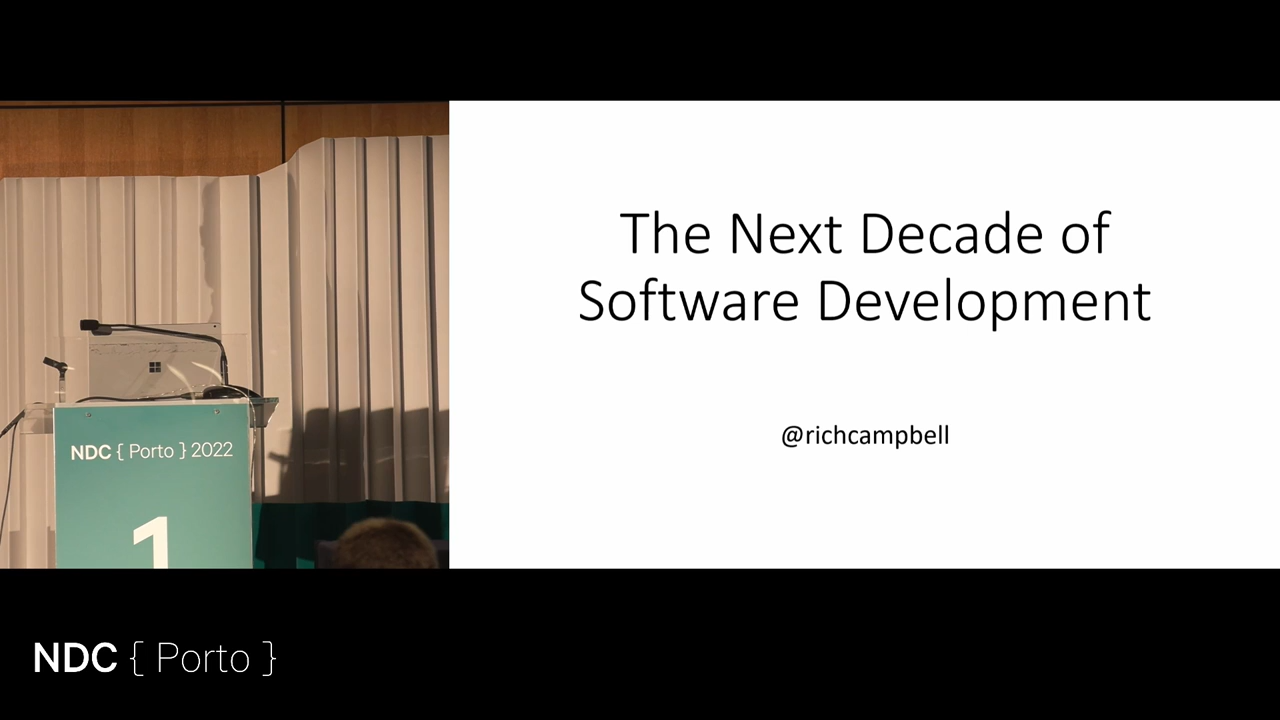 The Next Decade of
Software Development
@richcampbell
NDC { Porto } 2022
1
NDC { Porto }